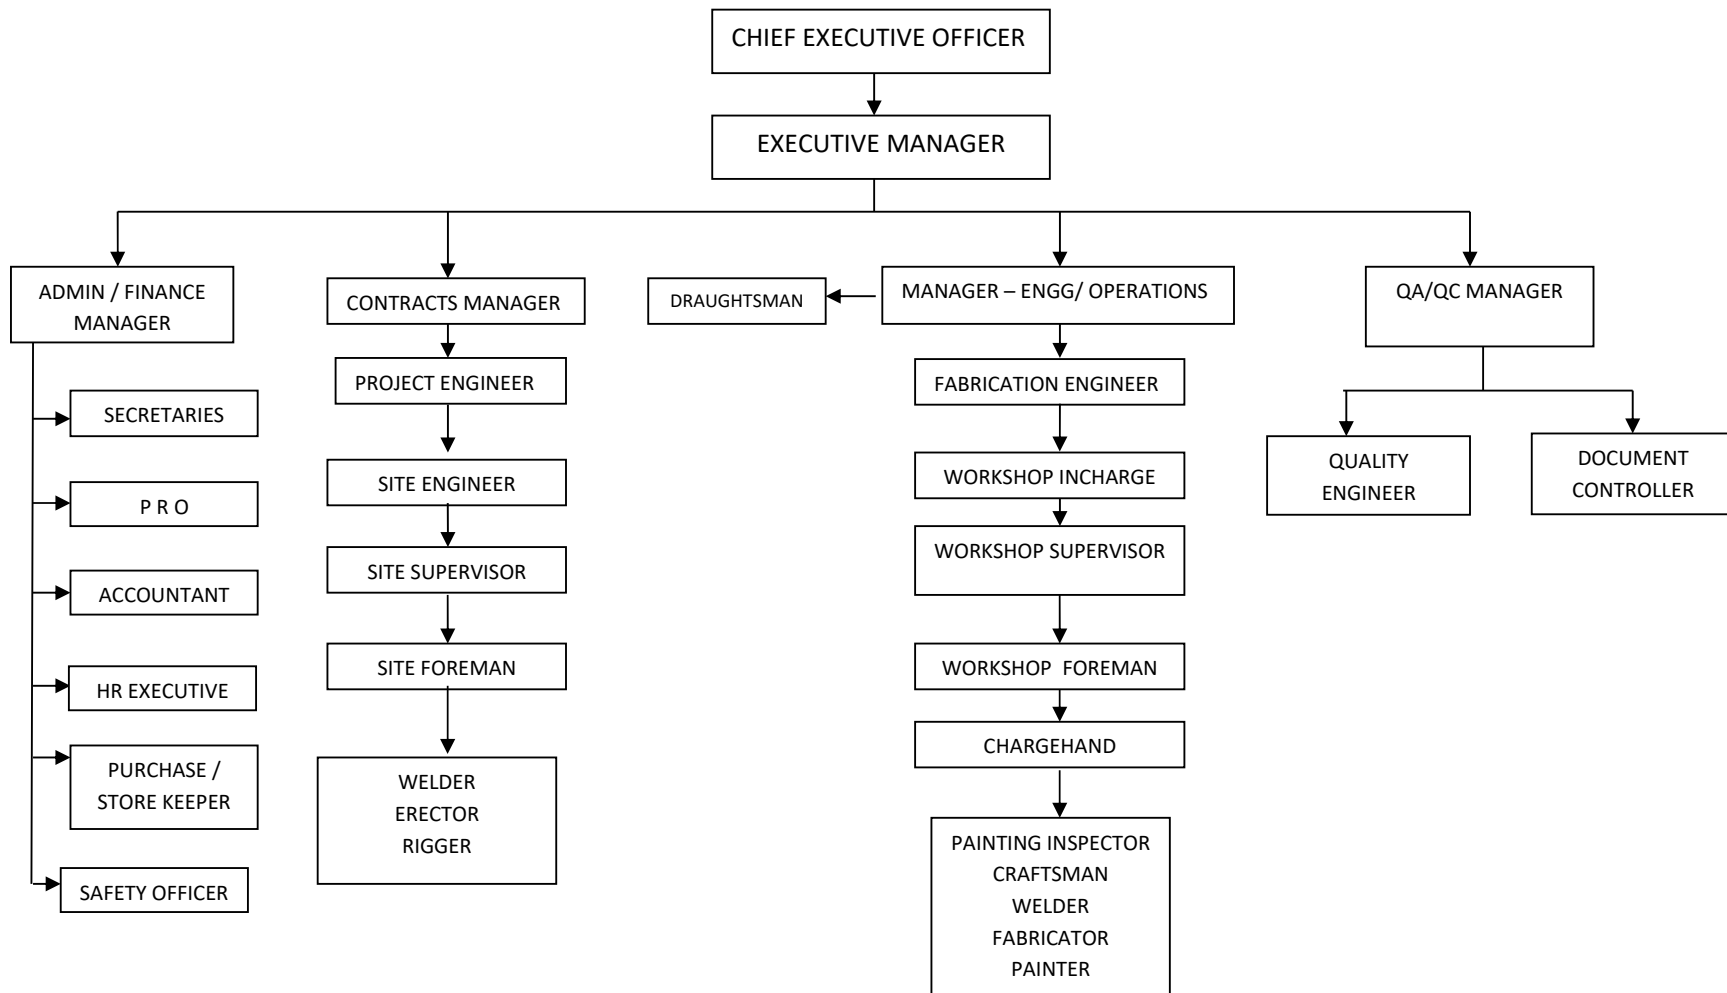 CHIEF EXECUTIVE OFFICER
EXECUTIVE MANAGER
ADMIN / FINANCE
MANAGER
SECRETARIES
P R O
ACCOUNTANT
HR EXECUTIVE
PURCHASE /
STORE KEEPER
SAFETY OFFICER
CONTRACTS MANAGER
PROJECT ENGINEER
SITE ENGINEER
SITE SUPERVISOR
SITE FOREMAN
WELDER
ERECTOR
RIGGER
DRAUGHTSMAN
MANAGER – ENGG/ OPERATIONS
FABRICATION ENGINEER
WORKSHOP INCHARGE
WORKSHOP SUPERVISOR
WORKSHOP  FOREMAN
CHARGEHAND
PAINTING INSPECTOR
CRAFTSMAN
WELDER
FABRICATOR
PAINTER
QA/QC MANAGER
QUALITY
ENGINEER
DOCUMENT
CONTROLLER